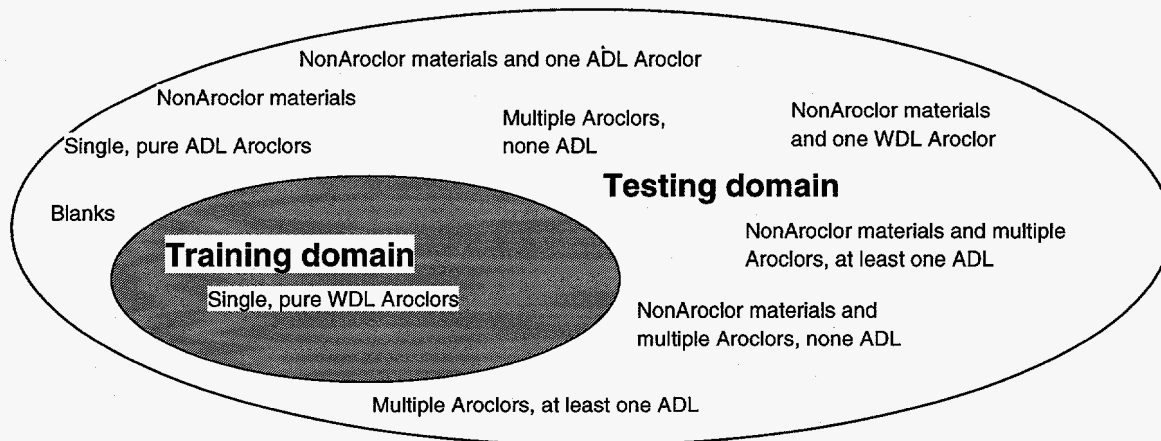 NonAroclor materials and one ADL Aroclor
NonAroclor materials
Multiple Aroclors,
none ADL
NonAroclor materials
and one WDL Aroclor
Single, pure ADL Aroclors
Testing domain
Blanks
NonAroclor materials and multiple
Aroclors, at least one ADL
Training domain
Single, pure WDL Aroclors
NonAroclor materials and
multiple Aroclors, none ADL
Multiple Aroclors, at least one ADL